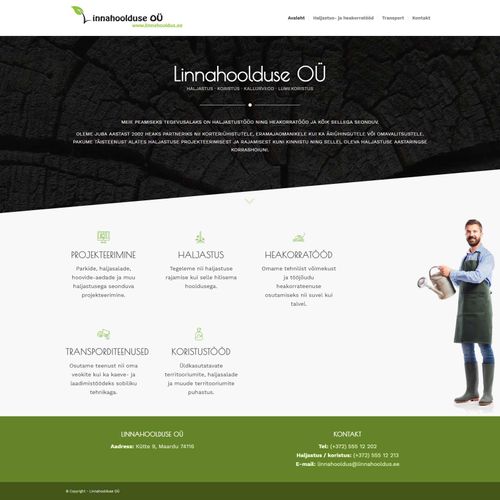 Linnahoolduse OÜ
www.linnahooldus.ee
Avaleht Haljastus- ja heakorratööd Transport Kontakt
Linnahoolduse OÜ
HALJASTUS · KORISTUS · KALLURVEOD · LUMEKORISTUS
MEIE PEAMISEKS TEGEVUSALAKS ON HALJASTUSTÖÖD NING HEAKORRATÖÖD JA KÕIK SELLEGA SEONDUV.
OLEME JUBA AASTAST 2002 HEAKS PARTNERIKS NII KORTERIÜHISTUTELE, ERAMAJAOMANIKELE KUI KA ÄRIÜHINGUTELE VÕI OMAVALITSUSTELE,
PAKUME TÄISTEENUST ALATES HALJASTUSE PROJEKTEERIMISEST JA RAJAMISEST KUNI KINNISTU NING SELLEL OLEVA HALJASTUSE AASTARINGSE
KORRASHOIUNI.
PROJEKTEERIMINE
Parkide, haljasalade,
hoovide-aedade ja muu
haljastusega seonduva
projekteerimine.
HALJASTUS
Tegeleme nii haljastuse
rajamise kui selle hilisema
hooldusega.
HEAKORRATÖÖD
Omame tehnilist võimekust
ja tööjõudu
heakorrateenuse
osutamiseks nii suvel kui
talvel.
TRANSPORDITEENUSED
Osutame teenust nii oma
veokite kui ka kaeve- ja
laadimistöödeks sobiliku
tehnikaga.
KORISTUSTÖÖD
Üldkasutatavate
territooriumite, haljasalade
ja muude territooriumite
puhastus.
LINNAHOOLDUSE OÜ
Aadress: Kütte 9, Maardu 74116
KONTAKT
Tel: (+372) 555 12 202
Haljastus / koristus: (+372) 555 12 213
E-mail: linnahooldus@linnahooldus.ee
© Copyright - Linnahoolduse OÜ